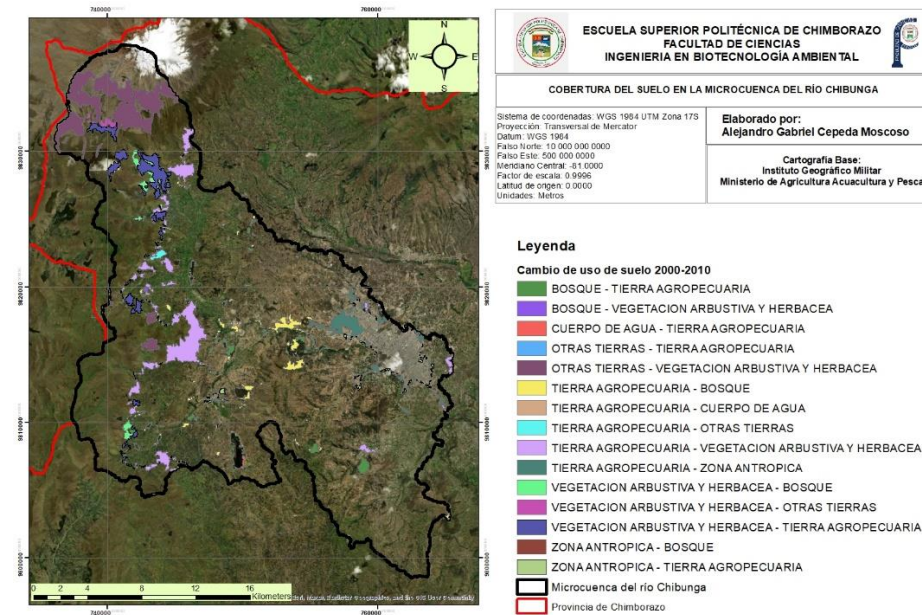 740000
760000
N
W
E
S
9830000
9820000
9810000
9800000
0 2 4 8 12 16
Kilometers
740000
760000
ESCUELA SUPERIOR POLITÉCNICA DE CHIMBORAZO
FACULTAD DE CIENCIAS
INGENIERIA EN BIOTECNOLOGÍA AMBIENTAL
COBERTURA DEL SUELO EN LA MICROCUENCA DEL RÍO CHIBUNGA
Sistema de coordenadas: WGS 1984 UTM Zona 17S
Proyección: Transversal de Mercator
Datum: WGS 1984
Falso Norte: 10 000 000 0000
Falso Este: 500 000 0000
Meridiano Central: -81.0000
Factor de escala: 0.9996
Latitud de origen: 0.0000
Unidades: Metros
Elaborado por:
Alejandro Gabriel Cepeda Moscoso
Cartografía Base:
Instituto Geográfico Militar
Ministerio de Agricultura Acuacultura y Pesca
Leyenda
Cambio de uso de suelo 2000-2010
BOSQUE - TIERRA AGROPECUARIA
BOSQUE - VEGETACION ARBUSTIVA Y HERBACEA
CUERPO DE AGUA - TIERRA AGROPECUARIA
OTRAS TIERRAS - TIERRA AGROPECUARIA
OTRAS TIERRAS - VEGETACION ARBUSTIVA Y HERBACEA
TIERRA AGROPECUARIA - BOSQUE
TIERRA AGROPECUARIA - CUERPO DE AGUA
TIERRA AGROPECUARIA - OTRAS TIERRAS
TIERRA AGROPECUARIA - VEGETACION ARBUSTIVA Y HERBACEA
TIERRA AGROPECUARIA - ZONA ANTROPICA
VEGETACION ARBUSTIVA Y HERBACEA - BOSQUE
VEGETACION ARBUSTIVA Y HERBACEA - OTRAS TIERRAS
VEGETACION ARBUSTIVA Y HERBACEA - TIERRA AGROPECUARIA
ZONA ANTROPICA - BOSQUE
ZONA ANTROPICA - TIERRA AGROPECUARIA
Microcuenca del río Chibunga
Provincia de Chimborazo